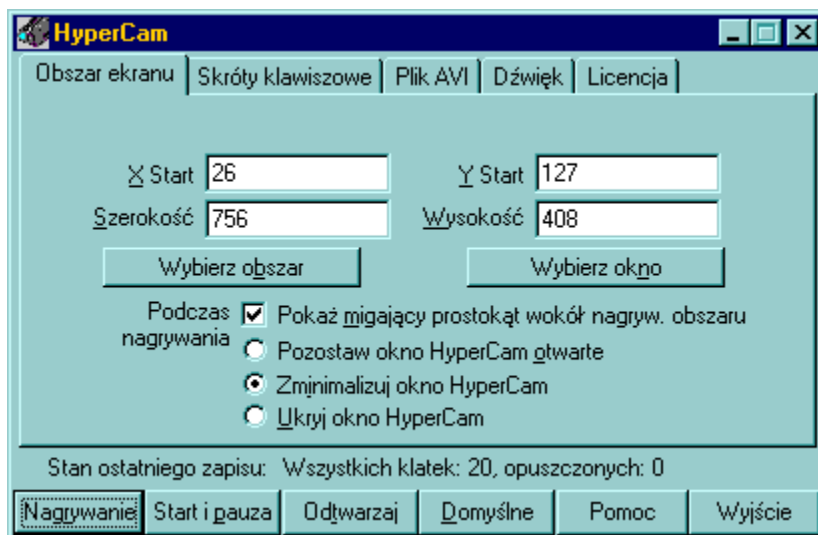 HyperCam
Obszar ekranu Skróty klawiszowe Plik AVI Dźwięk Licencja
X Start 26 Y Start 127
Szerokość 756 Wysokość 408
Wybierz obszar Wybierz okno
Podczas nagrywania Pokaż migający prostokąt wokół nagryw. obszaru
Pozostaw okno HyperCam otwarte
Zminimalizuj okno HyperCam
Ukryj okno HyperCam
Stan ostatniego zapisu: Wszystkich klatek: 20, opuszczonych: 0
Nagrywanie Start i pauza Odtwarzaj Domyślne Pomoc Wyjście